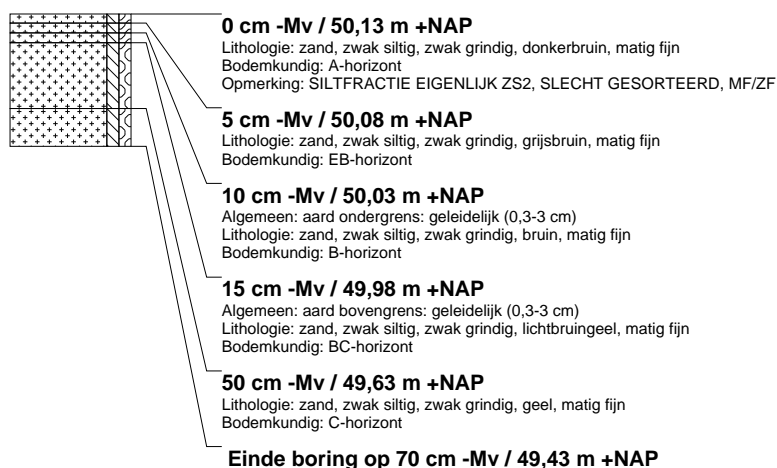 0 cm -Mv / 50,13 m +NAP
Lithologie: zand, zwak siltig, zwak grindig, donkerbruin, matig fijn
Bodemkundig: A-horizont
Opmerking: SILTFRACTIE EIGENLIJK ZS2, SLECHT GESORTEERD, MF/ZF
5 cm -Mv / 50,08 m +NAP
Lithologie: zand, zwak siltig, zwak grindig, grijsbruin, matig fijn
Bodemkundig: EB-horizont
10 cm -Mv / 50,03 m +NAP
Algemeen: aard ondergrens: geleidelijk (0,3-3 cm)
Lithologie: zand, zwak siltig, zwak grindig, bruin, matig fijn
Bodemkundig: B-horizont
15 cm -Mv / 49,98 m +NAP
Algemeen: aard bovengrens: geleidelijk (0,3-3 cm)
Lithologie: zand, zwak siltig, zwak grindig, lichtbruingeel, matig fijn
Bodemkundig: BC-horizont
50 cm -Mv / 49,63 m +NAP
Lithologie: zand, zwak siltig, zwak grindig, geel, matig fijn
Bodemkundig: C-horizont
Einde boring op 70 cm -Mv / 49,43 m +NAP